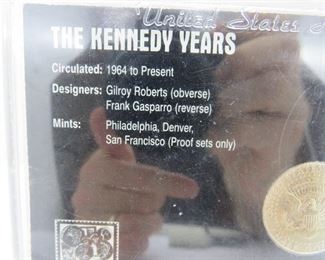 United States
THE KENNEDY YEARS
Circulated: 1964 to Present
Designers: Gilroy Roberts (obverse)
Frank Gasparro (reverse)
Mints: Philadelphia, Denver,
San Francisco (Proof sets only)